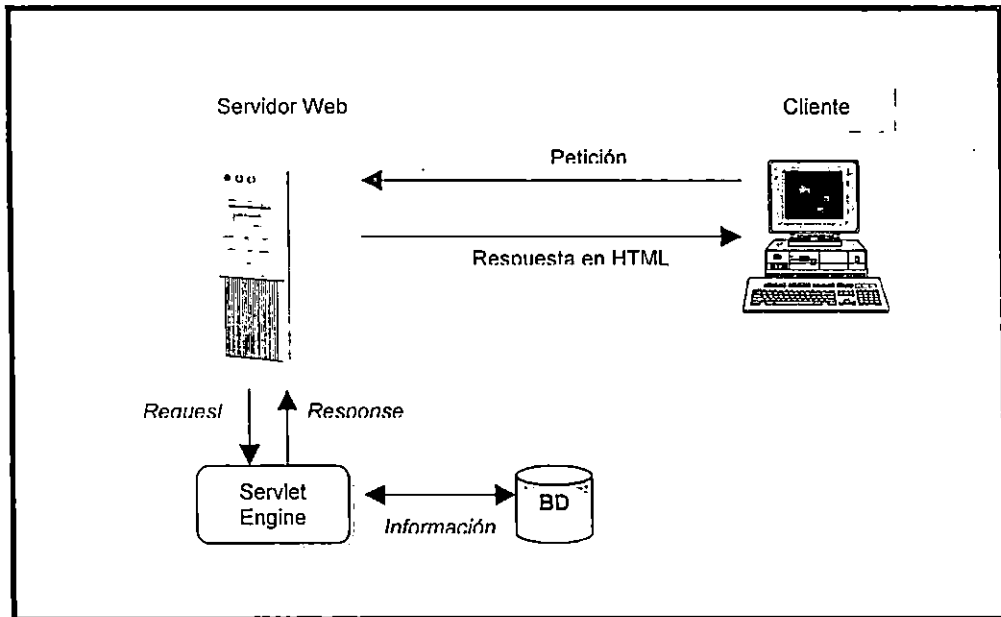 Servidor Web
Cliente
Petición
Respuesta en HTML
Request
Response
Servlet
Engine
Información
BD